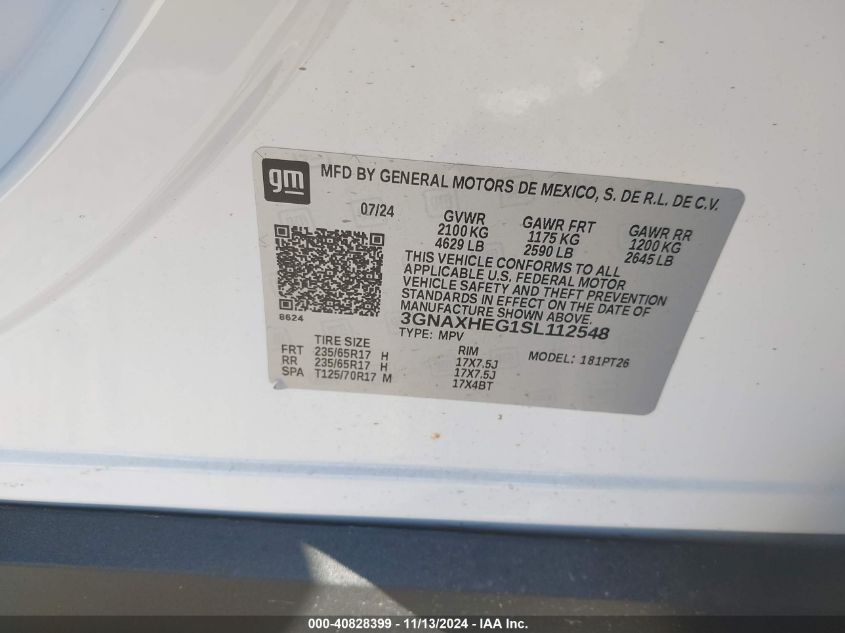 gm
MFD BY GENERAL MOTORS DE MEXICO, S. DE R.L. DE C.V.
07/24 GVWR GAWR FRT GAWR RR
2100 KG 1175 KG 1200 KG
4629 LB 2590 LB 2645 LB
THIS VEHICLE CONFORMS TO ALL
APPLICABLE U.S. FEDERAL MOTOR
VEHICLE SAFETY AND THEFT PREVENTION
STANDARDS IN EFFECT ON THE DATE OF
MANUFACTURE SHOWN ABOVE.
8624
3GNAXHEG1SL112548
TYPE: MPV
TIRE SIZE RIM MODEL: 181PT26
FRT 235/65R17 H 17X7.5J
RR 235/65R17 H 17X7.5J
SPA T125/70R17 M 17X4BT
000-40828399 - 11/13/2024 - IAA Inc.